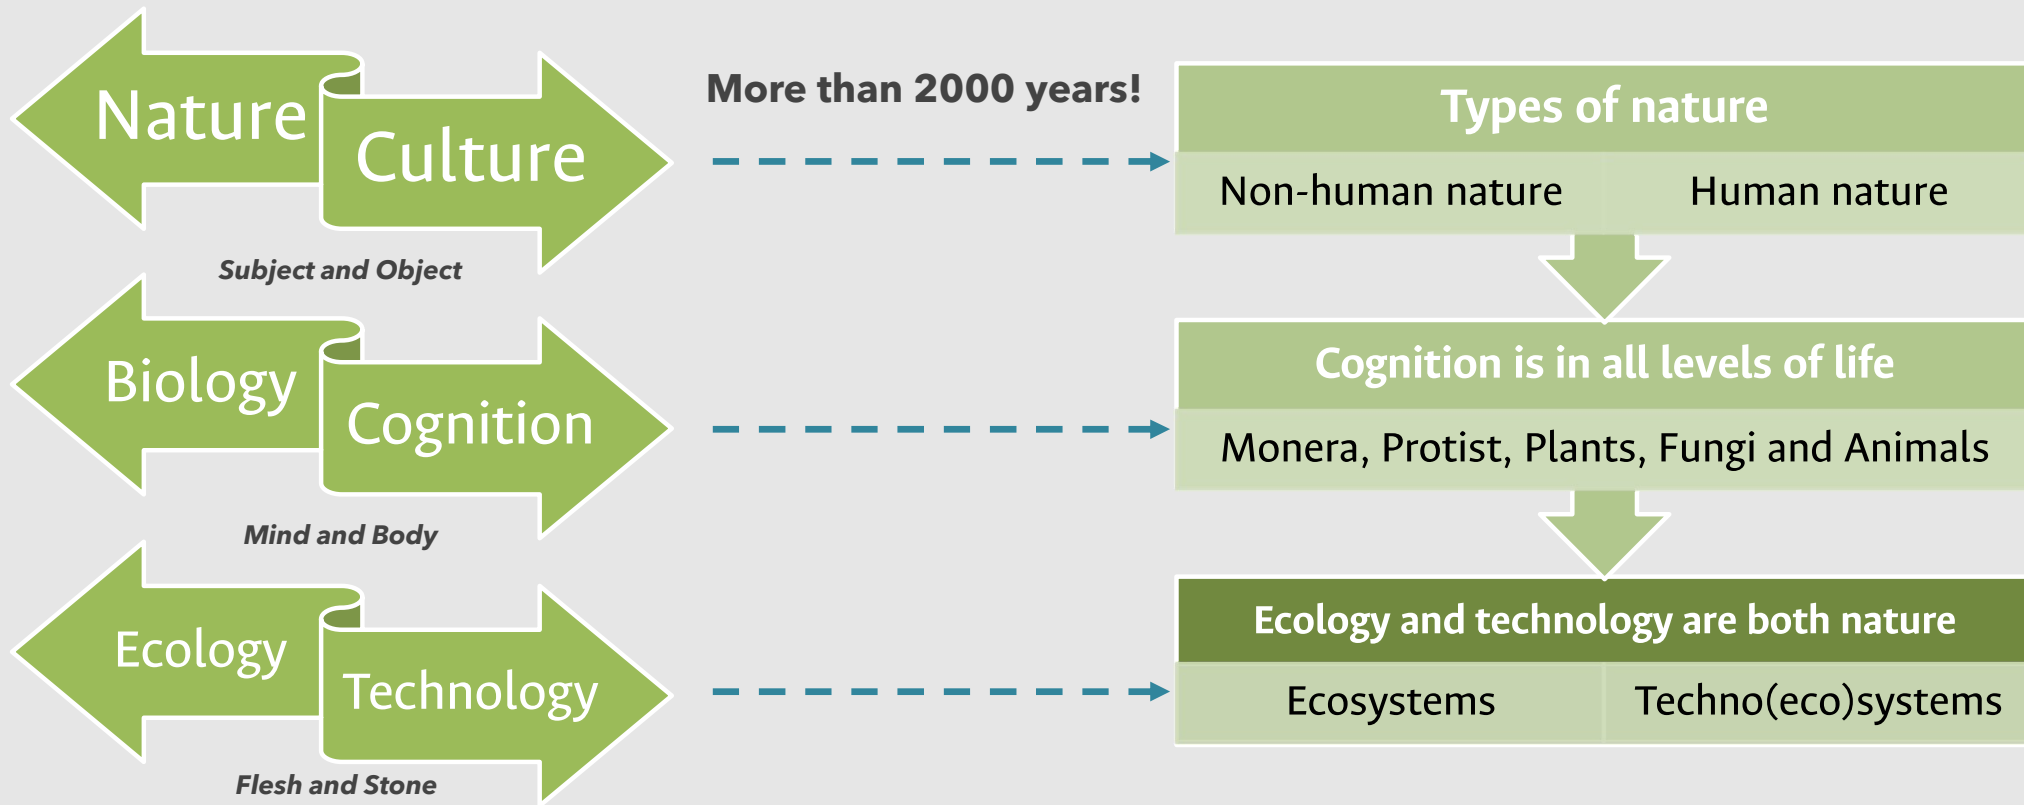 Nature
Culture
Subject and Object
Biology
Cognition
Mind and Body
Ecology
Technology
Flesh and Stone
More than 2000 years!
Types of nature
Non-human nature
Human nature
Cognition is in all levels of life
Monera, Protist, Plants, Fungi and Animals
Ecology and technology are both nature
Ecosystems
Techno(eco)systems